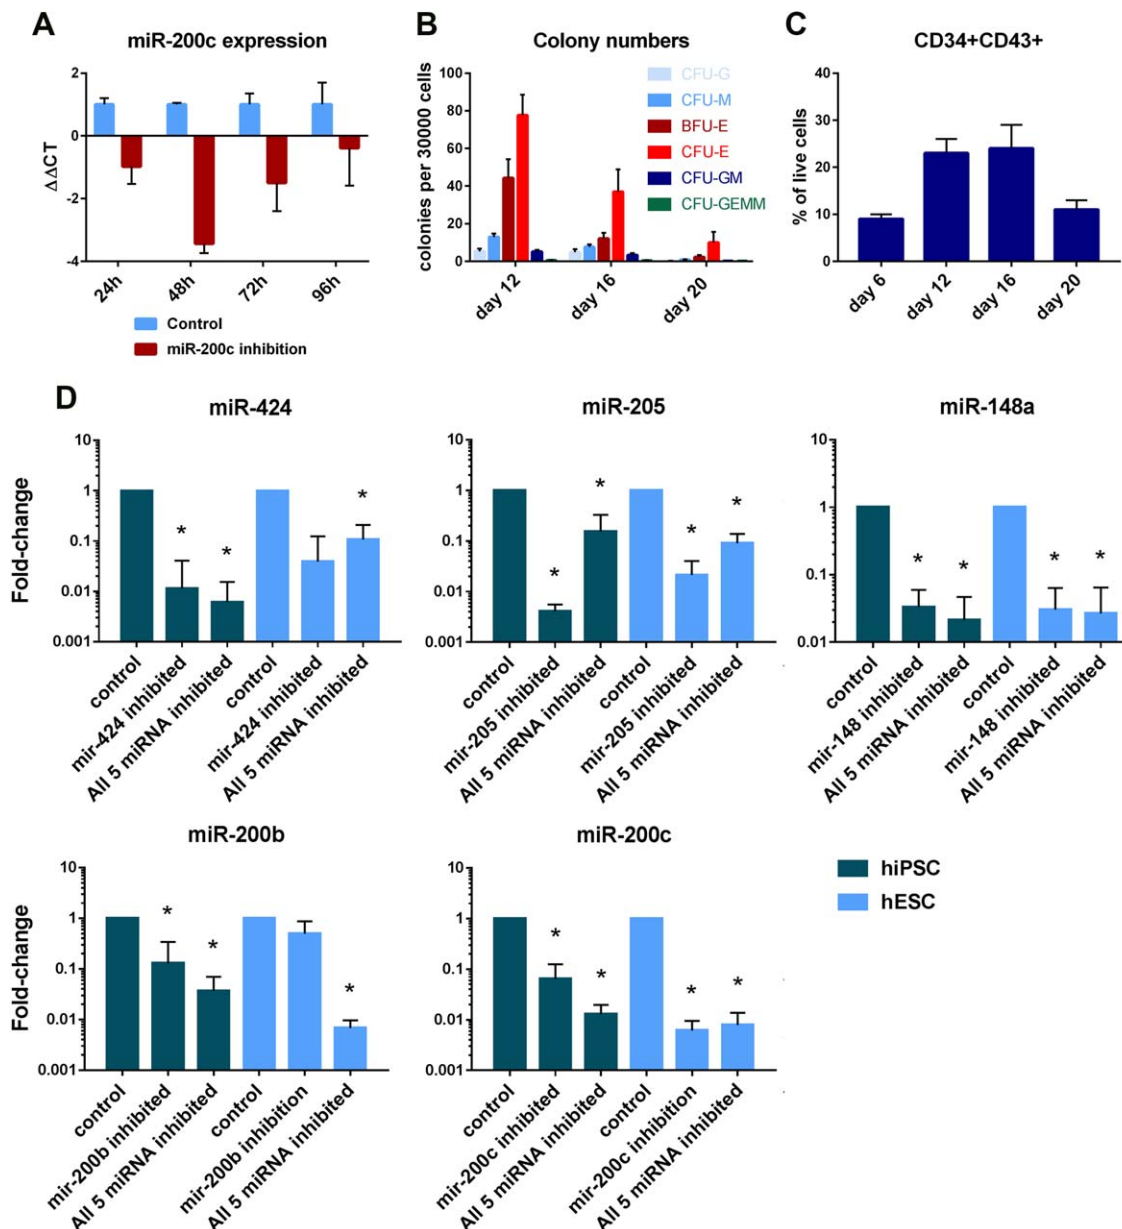 A
miR-200c expression
ΔΔCT
2
0
-2
-4
24h
48h
72h
96h
Control
miR-200c inhibition
B
Colony numbers
colonies per 30000 cells
100
80
60
40
20
0
day 12
day 16
day 20
CFU-G
CFU-M
BFU-E
CFU-E
CFU-GM
CFU-GEMM
C
CD34+CD43+
% of live cells
40
30
20
10
0
day 6
day 12
day 16
day 20
D
miR-424
Fold-change
10
1
0.1
0.01
0.001
* * *
control
mir-424 inhibited
All 5 miRNA inhibited
control
mir-424 inhibited
All 5 miRNA inhibited
miR-205
10
1
0.1
0.01
0.001
* * * *
control
mir-205 inhibited
All 5 miRNA inhibited
control
mir-205 inhibited
All 5 miRNA inhibited
miR-148a
10
1
0.1
0.01
* * * *
control
mir-148 inhibited
All 5 miRNA inhibited
control
mir-148 inhibited
All 5 miRNA inhibited
miR-200b
Fold-change
10
1
0.1
0.01
0.001
* * *
control
mir-200b inhibited
All 5 miRNA inhibited
control
mir-200b inhibition
All 5 miRNA inhibited
miR-200c
10
1
0.1
0.01
0.001
* * * *
control
mir-200c inhibited
All 5 miRNA inhibited
control
mir-200c inhibition
All 5 miRNA inhibited
hiPSC
hESC